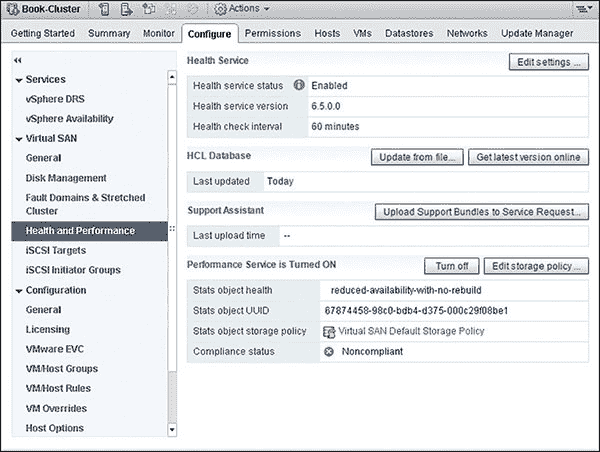 Book-Cluster Actions
Getting Started Summary Monitor Configure Permissions Hosts VMs Datastores Networks Update Manager
Services
vSphere DRS
vSphere Availability
Virtual SAN
General
Disk Management
Fault Domains & Stretched
Cluster
Health and Performance
iSCSI Targets
iSCSI Initiator Groups
Configuration
General
Licensing
VMware EVC
VM/Host Groups
VM/Host Rules
VM Overrides
Host Options
Health Service Edit settings ...
Health service status Enabled
Health service version 6.5.0.0
Health check interval 60 minutes
HCL Database Update from file... Get latest version online
Last updated Today
Support Assistant Upload Support Bundles to Service Request...
Last upload time --
Performance Service is Turned ON Turn off Edit storage policy ...
Stats object health reduced-availability-with-no-rebuild
Stats object UUID 67874458-98c0-bdb4-d375-000c29f08be1
Stats object storage policy Virtual SAN Default Storage Policy
Compliance status Noncompliant